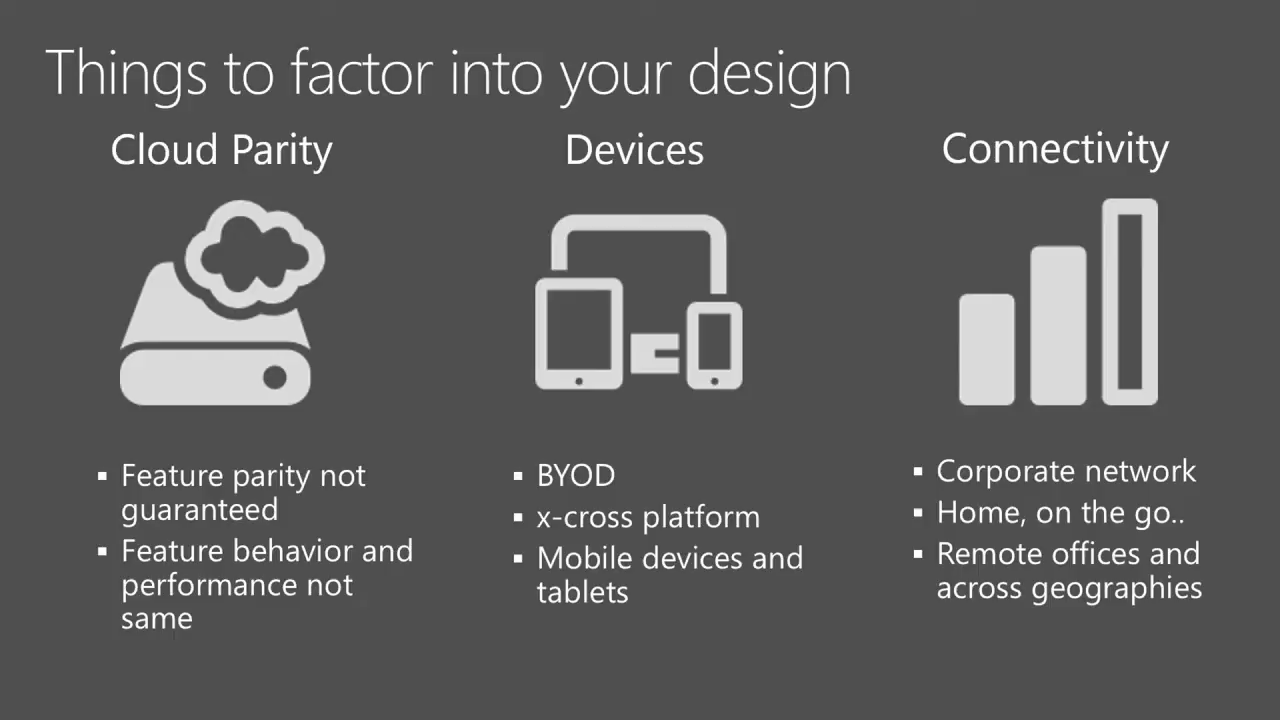 Things to factor into your design
Cloud Parity
▪ Feature parity not
guaranteed
▪ Feature behavior and
performance not
same
Devices
▪ BYOD
▪ x-cross platform
▪ Mobile devices and
tablets
Connectivity
▪ Corporate network
▪ Home, on the go..
▪ Remote offices and
across geographies